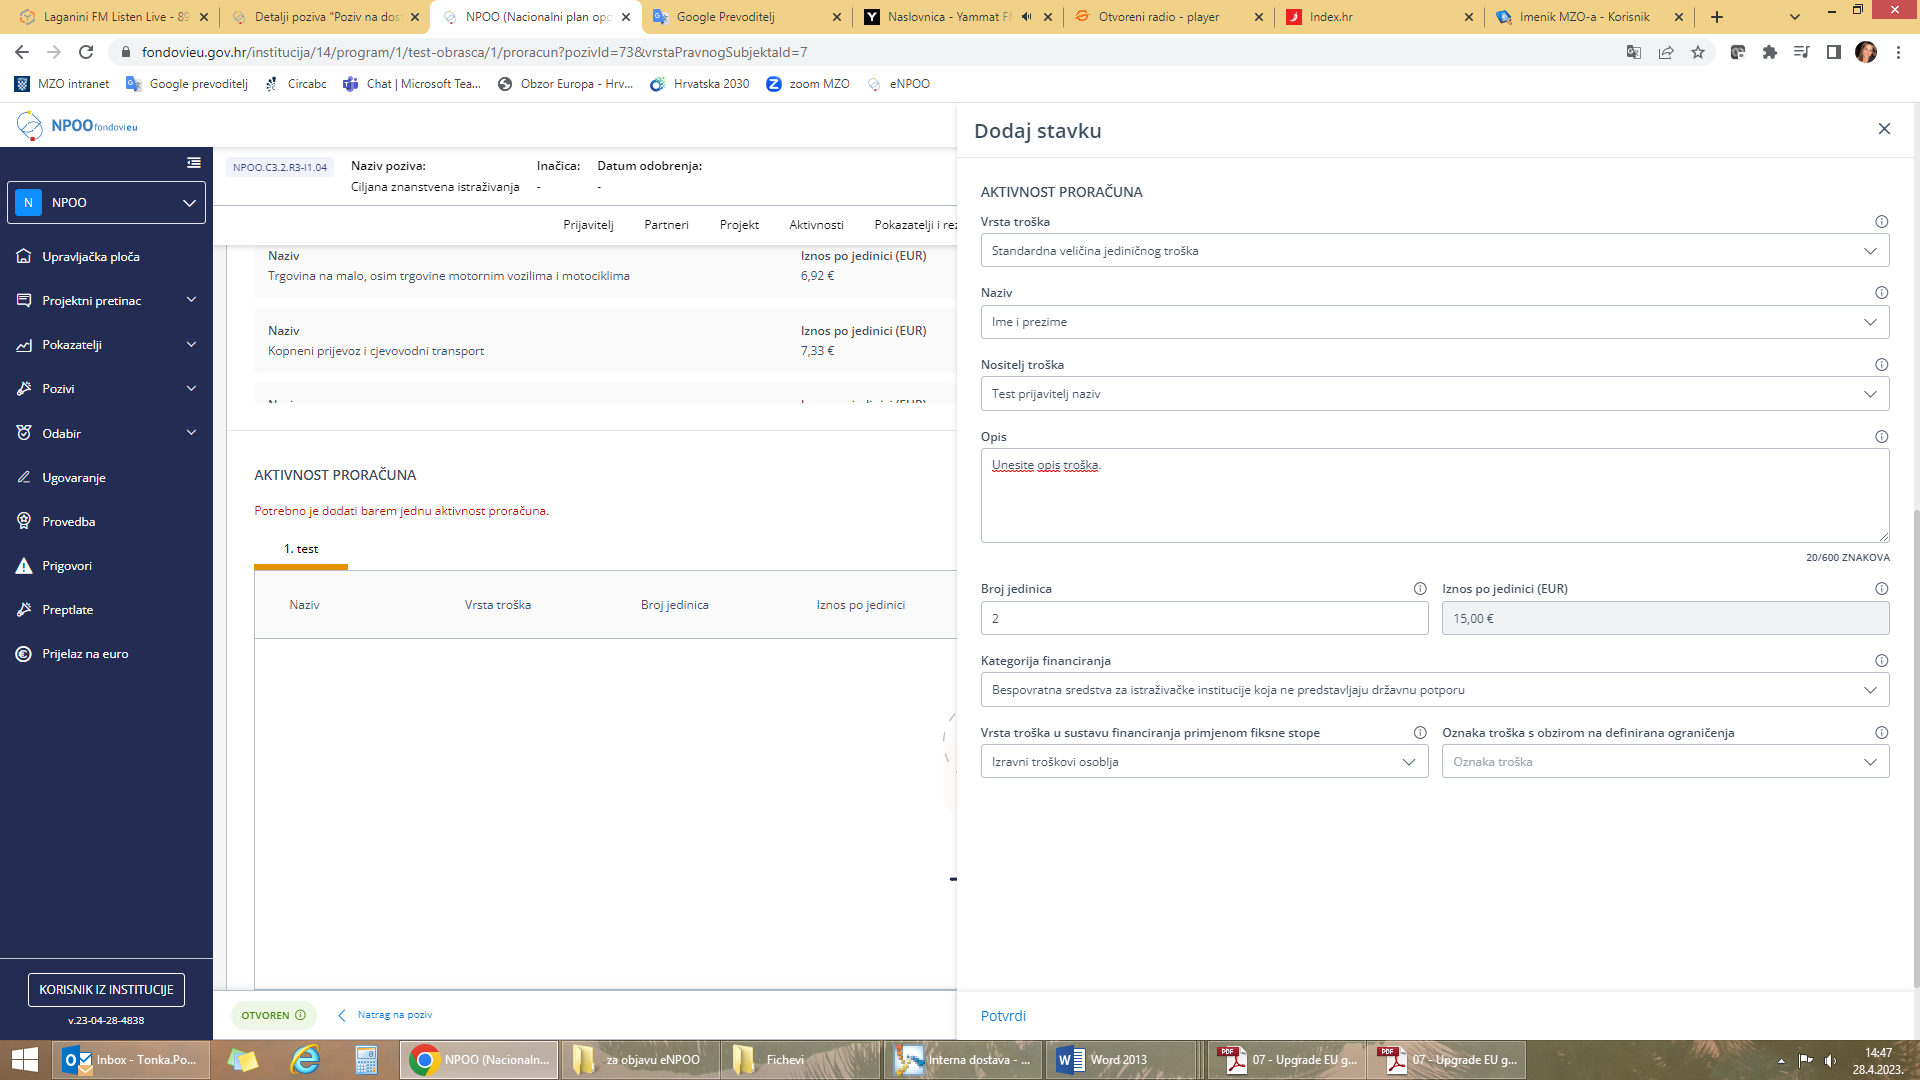 Laganini FM Listen Live - 89
Detalji poziva "Poziv na dos
NPOO (Nacionalni plan opo
Google Prevoditelj
Naslovnica - Yammat F
Otvoreni radio - player
Index.hr
Imenik MZO-a - Korisnik
fondovieu.gov.hr/institucija/14/program/1/test-obrasca/1/proracun?pozivId=73&vrstaPravnogSubjektaId=7
MZO intranet
Google prevoditelj
Circabc
Chat | Microsoft Tea...
Obzor Europa - Hrv...
Hrvatska 2030
zoom MZO
eNPOO
NPOO fondovieu
N NPOO
Upravljačka ploča
Projektni pretinac
Pokazatelji
Pozivi
Odabir
Ugovaranje
Provedba
Prigovori
Preptlate
Prijelaz na euro
KORISNIK IZ INSTITUCIJE
v.23-04-28-4838
NPOO.C3.2.R3-I1.04
Naziv poziva:
Ciljana znanstvena istraživanja
Inačica:
-
Datum odobrenja:
-
Prijavitelj Partneri Projekt Aktivnosti Pokazatelji i rez
Naziv Iznos po jedinici (EUR)
Trgovina na malo, osim trgovine motornim vozilima i motociklima 6,92 €
Naziv Iznos po jedinici (EUR)
Kopneni prijevoz i cjevovodni transport 7,33 €
AKTIVNOST PRORAČUNA
Potrebno je dodati barem jednu aktivnost proračuna.
1. test
Naziv Vrsta troška Broj jedinica Iznos po jedinici
OTVOREN
Natrag na poziv
Dodaj stavku
AKTIVNOST PRORAČUNA
Vrsta troška
Standardna veličina jediničnog troška
Naziv
Ime i prezime
Nositelj troška
Test prijavitelj naziv
Opis
Unesite opis troška.
20/600 ZNAKOVA
Broj jedinica
2
Iznos po jedinici (EUR)
15,00 €
Kategorija financiranja
Bespovratna sredstva za istraživačke institucije koja ne predstavljaju državnu potporu
Vrsta troška u sustavu financiranja primjenom fiksne stope
Izravni troškovi osoblja
Oznaka troška s obzirom na definirana ograničenja
Oznaka troška
Potvrdi
Inbox - Tonka.Po...
NPOO (Nacionaln...
za objavu eNPOO
Fichevi
Interna dostava - ...
Word 2013
07 - Upgrade EU g...
07 - Upgrade EU g...
14:47
28.4.2023.